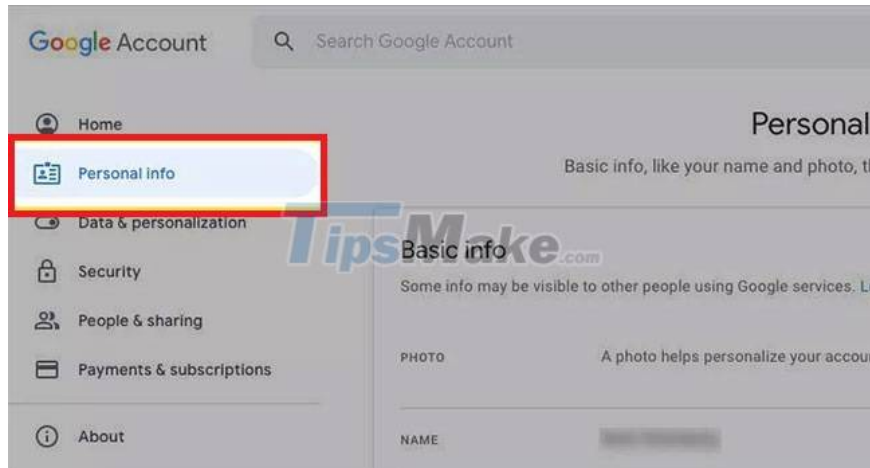 Google Account
Search Google Account
Home
Personal info
Data & personalization
Security
People & sharing
Payments & subscriptions
About
Personal
Basic info, like your name and photo, t
TipsMake.com
Basic info
Some info may be visible to other people using Google services. L
PHOTO
A photo helps personalize your accou
NAME